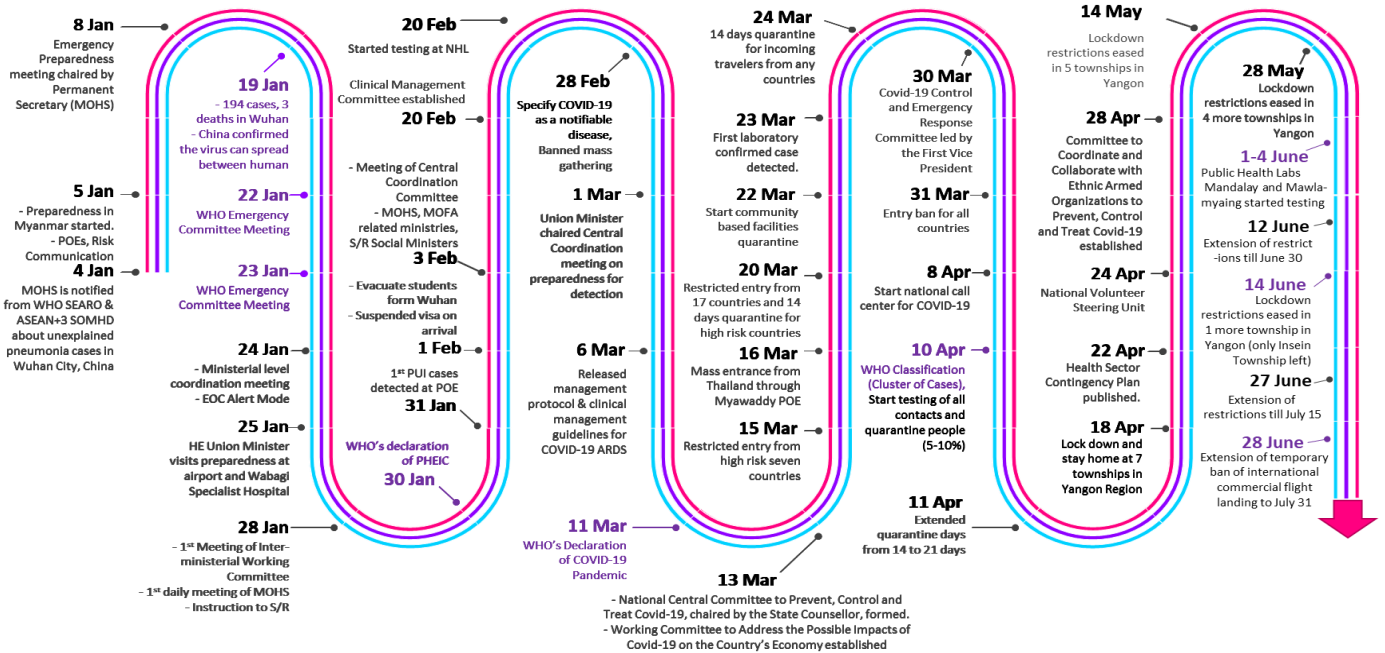 8 Jan
Emergency
Preparedness
meeting chaired by
Permanent
Secretary (MOHS)
5 Jan
- Preparedness in
Myanmar started.
- POEs, Risk
Communication
4 Jan
MOHS is notified
from WHO SEARO &
ASEAN+3 SOMHD
about unexplained
pneumonia cases in
Wuhan City, China
19 Jan
- 194 cases, 3
deaths in Wuhan
- China confirmed
the virus can spread
between human
22 Jan
WHO Emergency
Committee Meeting
23 Jan
WHO Emergency
Committee Meeting
24 Jan
- Ministerial level
coordination meeting
- EOC Alert Mode
25 Jan
HE Union Minister
visits preparedness at
airport and Wabagi
Specialist Hospital
28 Jan
- 1st Meeting of Inter-
ministerial Working
Committee
- 1st daily meeting of MOHS
- Instruction to S/R
20 Feb
Started testing at NHL
Clinical Management
Committee established
20 Feb
- Meeting of Central
Coordination
Committee
- MOHS, MOFA
related ministries,
S/R Social Ministers
3 Feb
- Evacuate students
form Wuhan
- Suspended visa on
arrival
1 Feb
1st PUI cases
detected at POE
31 Jan
WHO's declaration
of PHEIC
30 Jan
28 Feb
Specify COVID-19
as a notifiable
disease,
Banned mass
gathering
1 Mar
Union Minister
chaired Central
Coordination
meeting on
preparedness for
detection
6 Mar
Released
management
protocol & clinical
management
guidelines for
COVID-19 ARDS
11 Mar
WHO's Declaration
of COVID-19
Pandemic
13 Mar
- National Central Committee to Prevent, Control and
Treat Covid-19, chaired by the State Counsellor, formed.
- Working Committee to Address the Possible Impacts of
Covid-19 on the Country's Economy established
24 Mar
14 days quarantine
for incoming
travelers from any
countries
23 Mar
First laboratory
confirmed case
detected.
22 Mar
Start community
based facilities
quarantine
20 Mar
Restricted entry from
17 countries and 14
days quarantine for
high risk countries
16 Mar
Mass entrance from
Thailand through
Myawaddy POE
15 Mar
Restricted entry from
high risk seven
countries
30 Mar
Covid-19 Control
and Emergency
Response
Committee led by
the First Vice
President
31 Mar
Entry ban for all
countries
8 Apr
Start national call
center for COVID-19
10 Apr
WHO Classification
(Cluster of Cases),
Start testing of all
contacts and
quarantine people
(5-10%)
11 Apr
Extended
quarantine days
from 14 to 21 days
14 May
Lockdown
restrictions eased
in 5 townships in
Yangon
28 Apr
Committee to
Coordinate and
Collaborate with
Ethnic Armed
Organizations to
Prevent, Control
and Treat Covid-19
established
24 Apr
National Volunteer
Steering Unit
22 Apr
Health Sector
Contingency Plan
published.
18 Apr
Lock down and
stay home at 7
townships in
Yangon Region
28 May
Lockdown
restrictions eased in
4 more townships in
Yangon
1-4 June
Public Health Labs
Mandalay and Mawla-
myaing started testing
12 June
Extension of restrict
-ions till June 30
14 June
Lockdown
restrictions eased in
1 more township in
Yangon (only Insein
Township left)
27 June
Extension of
restrictions till July 15
28 June
Extension of temporary
ban of international
commercial flight
landing to July 31